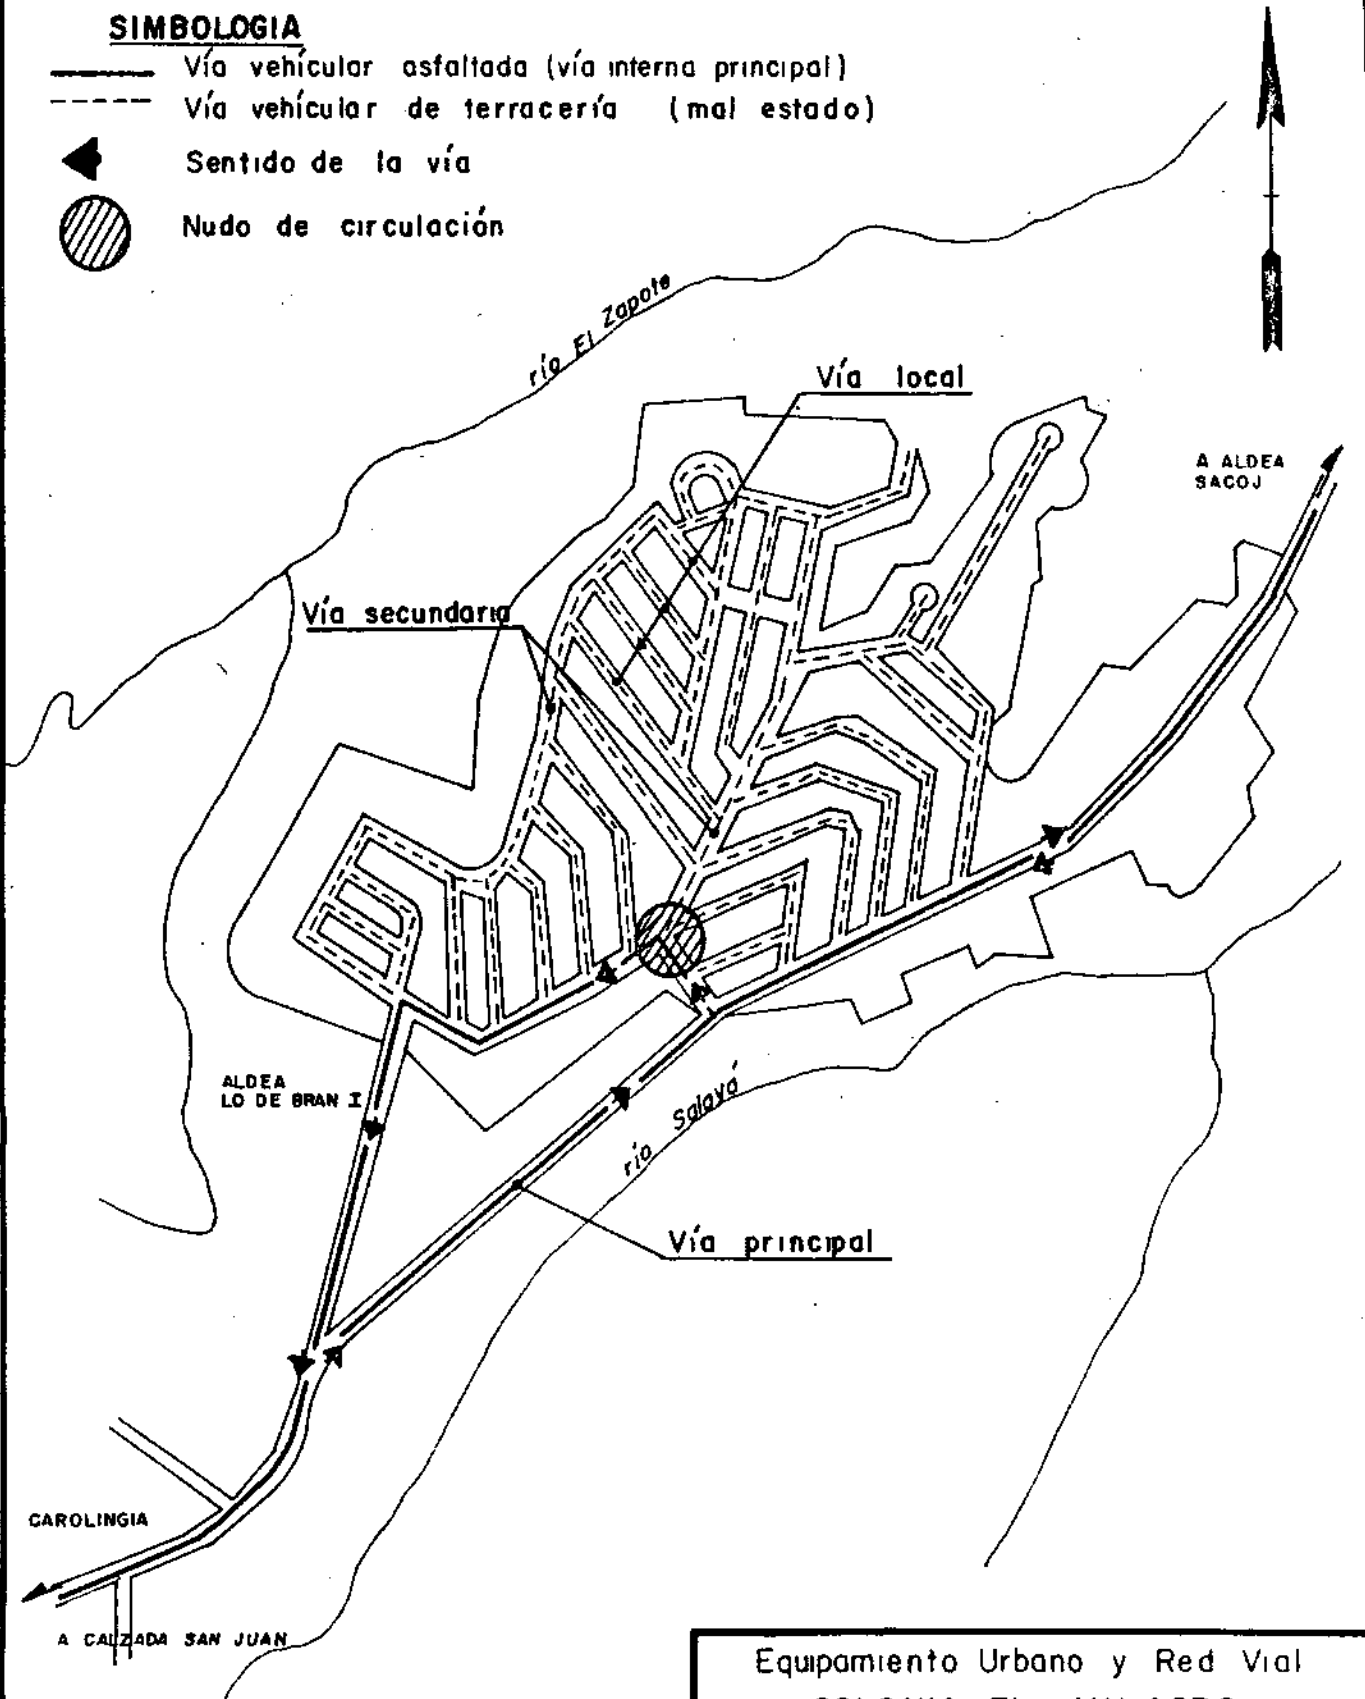 SIMBOLOGIA
Vía vehícular asfaltada (vía interna principal)
Vía vehícular de terracería (mal estado)
Sentido de la vía
Nudo de circulación
río El Zapote
Vía local
A ALDEA
SACOJ
Vía secundaria
ALDEA
LO DE BRAN I
río Salayá
Vía principal
CAROLINGIA
A CALZADA SAN JUAN
Equipamiento Urbano y Red Vial